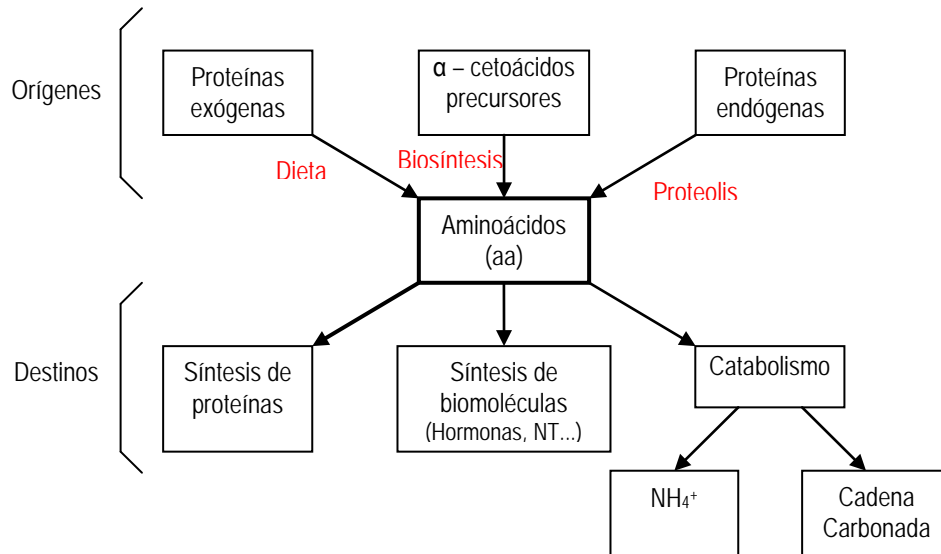 Orígenes
Proteínas
exógenas
α – cetoácidos
precursores
Proteínas
endógenas
Dieta
Biosíntesis
Proteolis
Aminoácidos
(aa)
Destinos
Síntesis de
proteínas
Síntesis de
biomoléculas
(Hormonas, NT...)
Catabolismo
NH₄⁺
Cadena
Carbonada